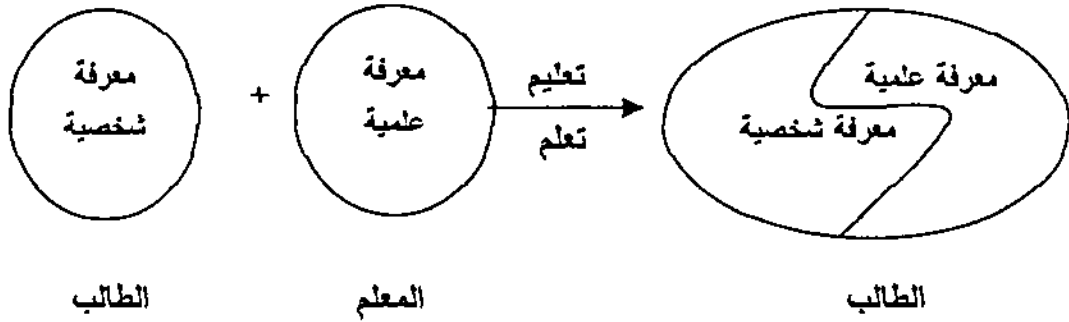 معرفة
شخصية
+
معرفة
علمية
تعليم
تعلم
معرفة علمية
معرفة شخصية
الطالب
المعلم
الطالب